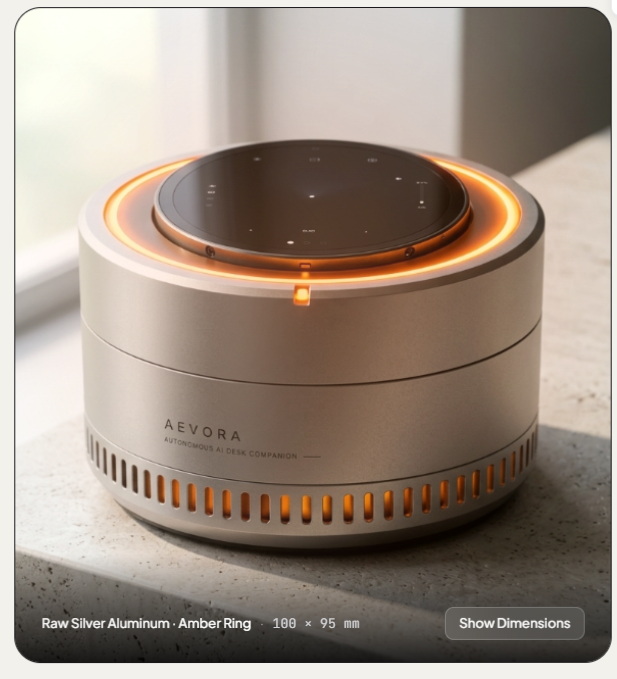 AEVORA
AUTONOMOUS AI DESK COMPANION
Raw Silver Aluminum · Amber Ring · 100 × 95 mm
Show Dimensions